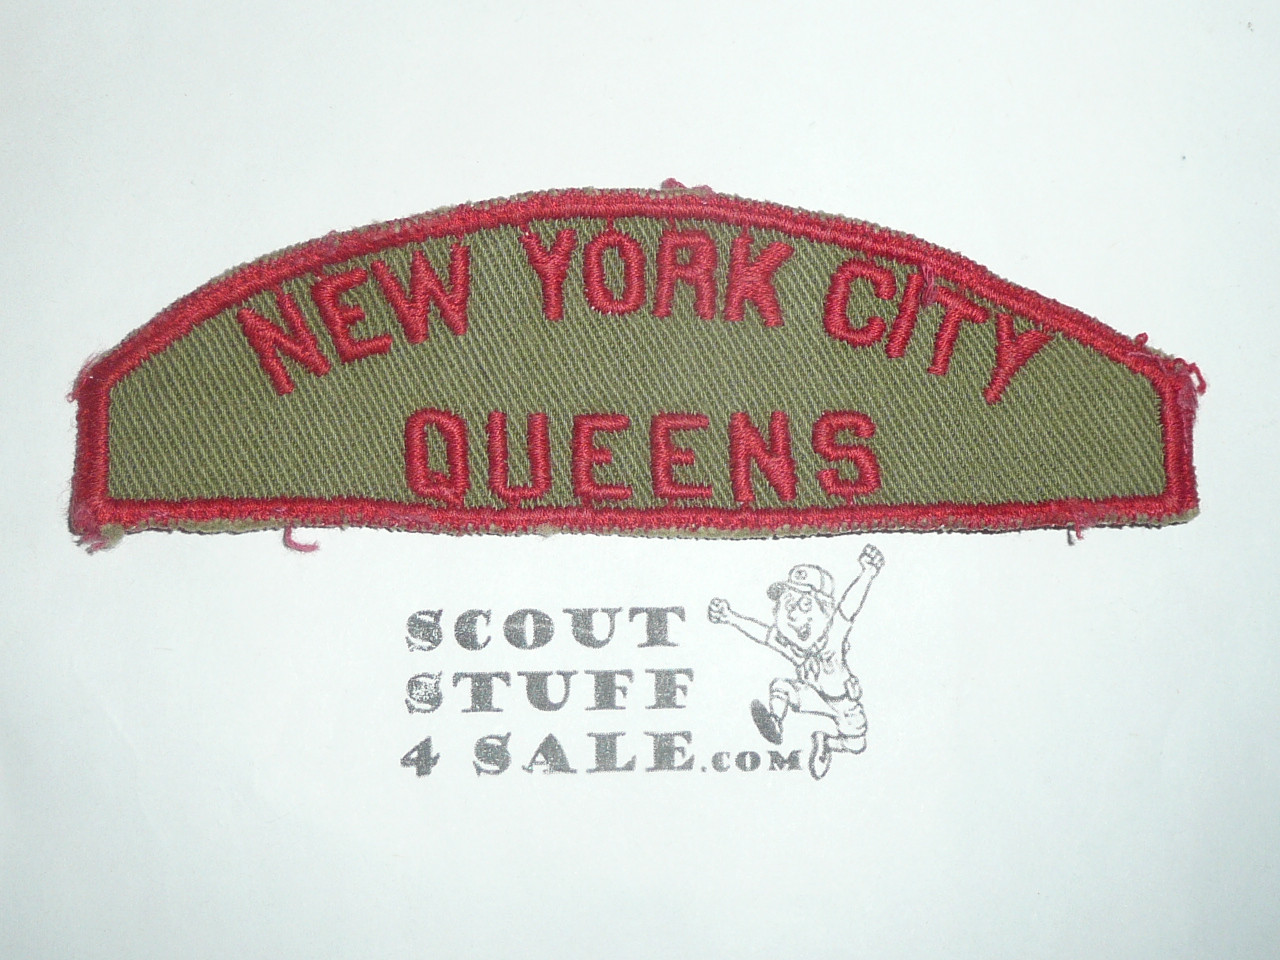 NEW YORK CITY
QUEENS
SCOUT
STUFF
4 SALE.COM